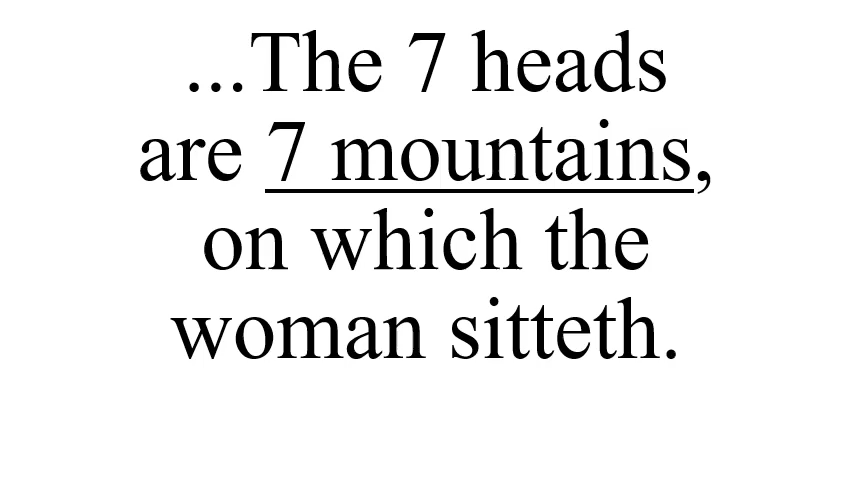 ...The 7 heads
are 7 mountains,
on which the
woman sitteth.